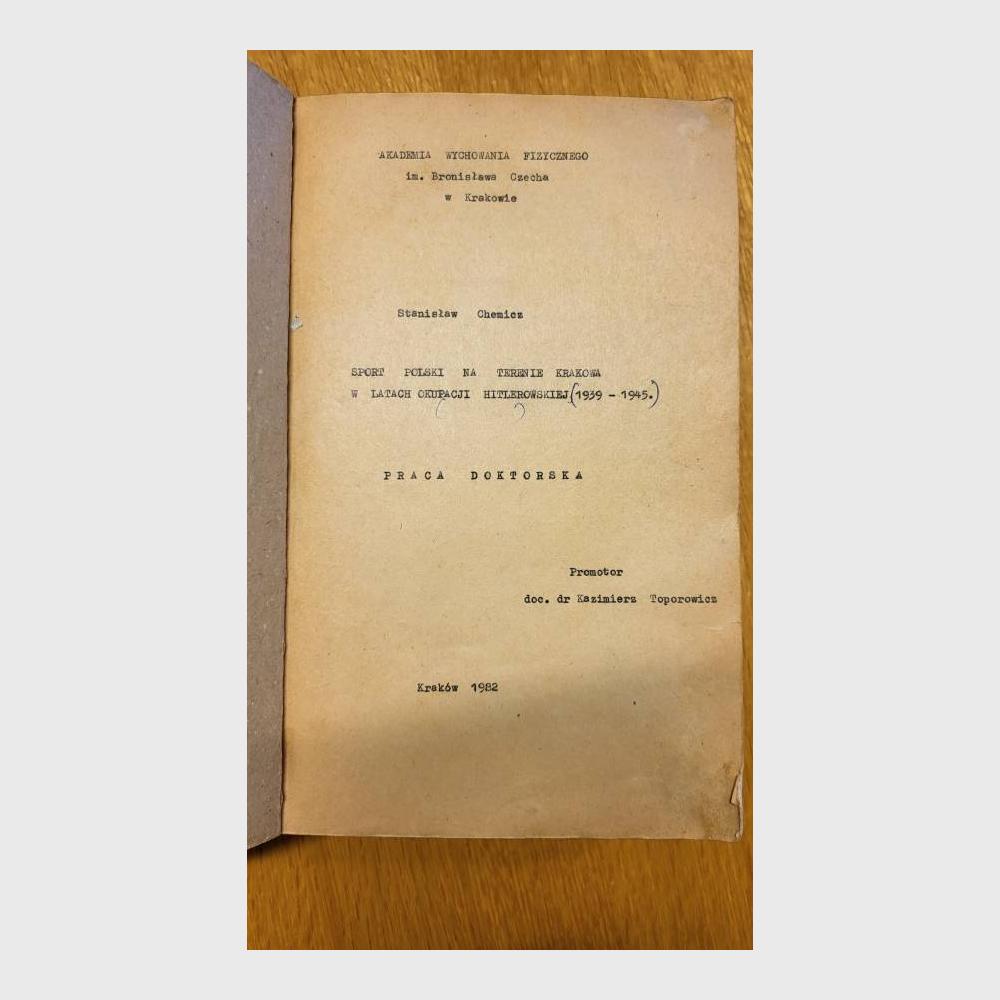 AKADEMIA WYCHOWANIA FIZYCZNEGO
im. Bronisława Czecha
w Krakowie
Stanisław Chemicz
SPORT POLSKI NA TERENIE KRAKOWA
W LATACH OKUPACJI HITLEROWSKIEJ (1939 - 1945.)
PRACA DOKTORSKA
Promotor
doc. dr Kazimierz Toporowicz
Kraków 1982